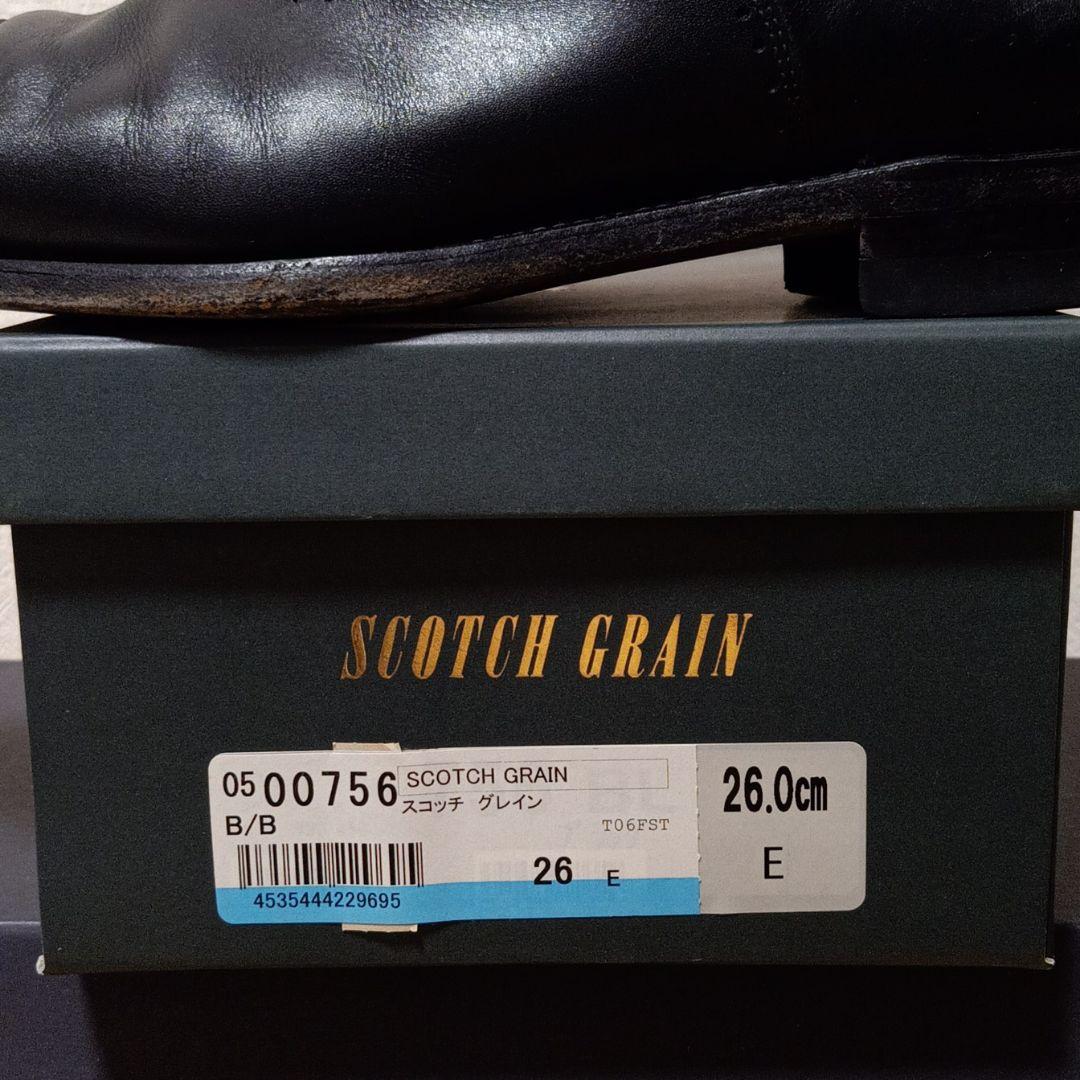 SCOTCH GRAIN
05 00756 SCOTCH GRAIN
スコッチ グレイン
B/B
T06FST
26 E
4535444229695
26.0cm
E